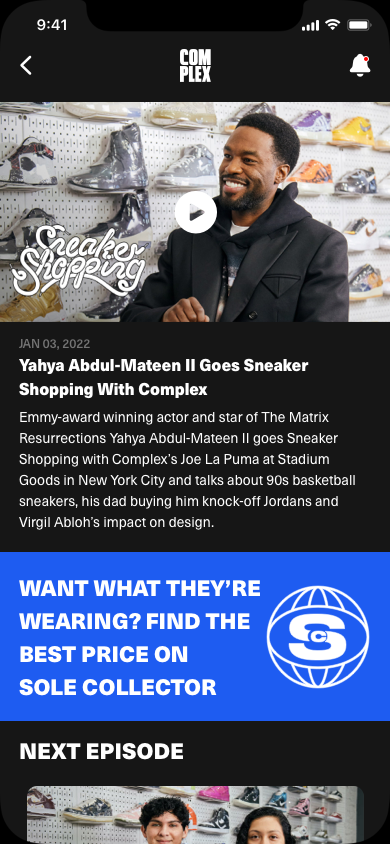 9:41
COM
PLEX
Sneaker
Shopping
JAN 03, 2022
Yahya Abdul-Mateen II Goes Sneaker
Shopping With Complex
Emmy-award winning actor and star of The Matrix
Resurrections Yahya Abdul-Mateen II goes Sneaker
Shopping with Complex's Joe La Puma at Stadium
Goods in New York City and talks about 90s basketball
sneakers, his dad buying him knock-off Jordans and
Virgil Abloh's impact on design.
WANT WHAT THEY'RE
WEARING? FIND THE
BEST PRICE ON
SOLE COLLECTOR
SC
NEXT EPISODE